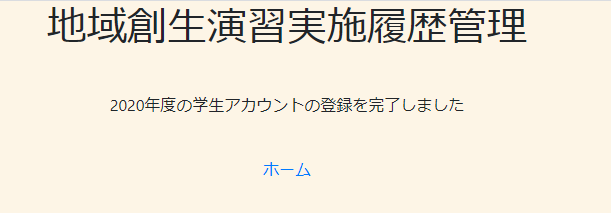 地域創生演習実施履歴管理
2020年度の学生アカウントの登録を完了しました
ホーム